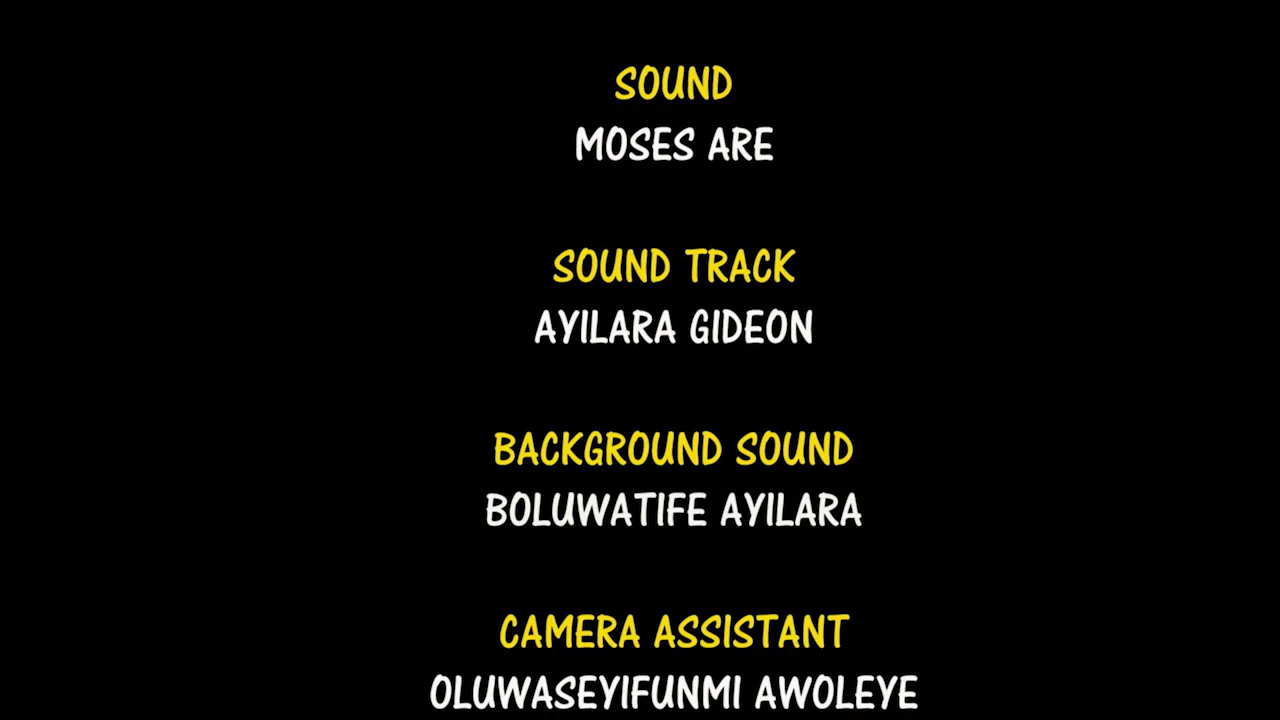 SOUND
MOSES ARE
SOUND TRACK
AYILARA GIDEON
BACKGROUND SOUND
BOLUWATIFE AYILARA
CAMERA ASSISTANT
OLUWASEYIFUNMI AWOLEYE